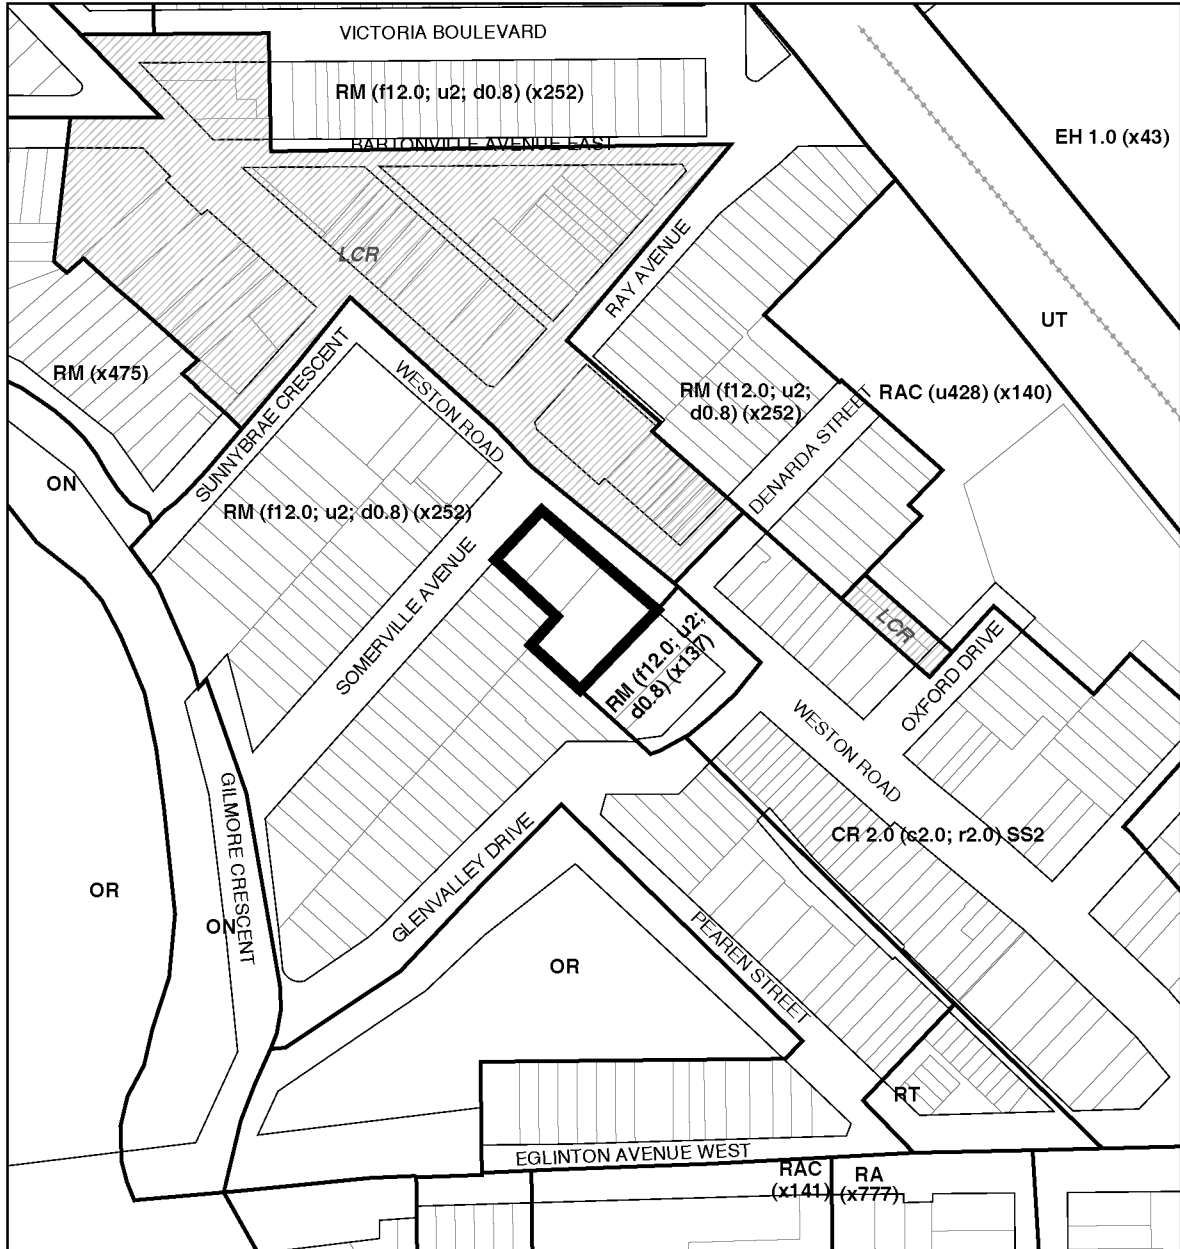 VICTORIA BOULEVARD
RM (f12.0; u2; d0.8) (x252)
BARTONVILLE AVENUE EAST
EH 1.0 (x43)
LCR
RAY AVENUE
UT
RM (x475)
SUNNYBRAE CRESCENT
WESTON ROAD
RM (f12.0; u2;
d0.8) (x252)
RAC (u428) (x140)
DENARDA STREET
ON
RM (f12.0; u2; d0.8) (x252)
SOMERVILLE AVENUE
RM (f12.0; u2;
d0.8) (x137)
LCR
OXFORD DRIVE
WESTON ROAD
GILMORE CRESCENT
GLENVALLEY DRIVE
CR 2.0 (c2.0; r2.0) SS2
OR
ON
OR
PEAREN STREET
RT
EGLINTON AVENUE WEST
RAC
(x141)
RA
(x777)